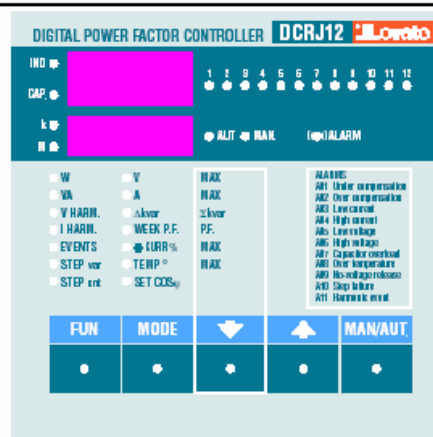 DIGITAL POWER FACTOR CONTROLLER DCRJ12 Lovato
IND
1 2 3 4 5 6 7 8 9 10 11 12
CAP.
k
AUT MAN. ALARM
M
W V MAX
VA A MAX
V HARM. Δkvar Σkvar
I HARM. WEEK P.F. P.F.
EVENTS CURR% MAX
STEP var TEMP° MAX
STEP cnt SET COSφ
ALARMS
A01 Under compensation
A02 Over compensation
A03 Low current
A04 High current
A05 Low voltage
A06 High voltage
A07 Capacitor overload
A08 Over temperature
A09 No-voltage release
A10 Step failure
A11 Harmonic event
FUN MODE MAN/AUT.